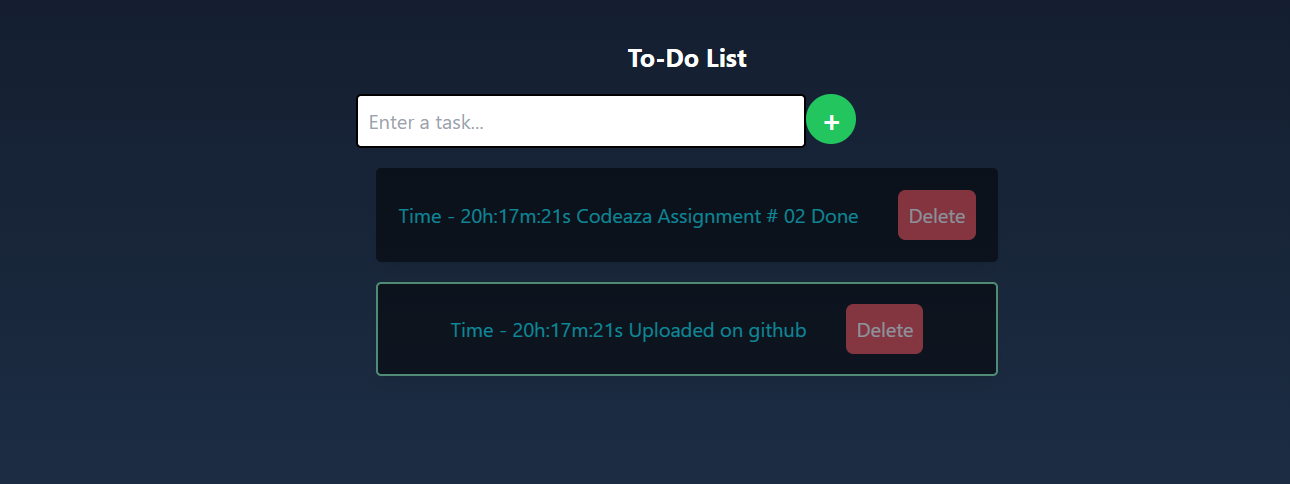 To-Do List
Enter a task...
+
Time - 20h:17m:21s Codeaza Assignment # 02 Done
Delete
Time - 20h:17m:21s Uploaded on github
Delete